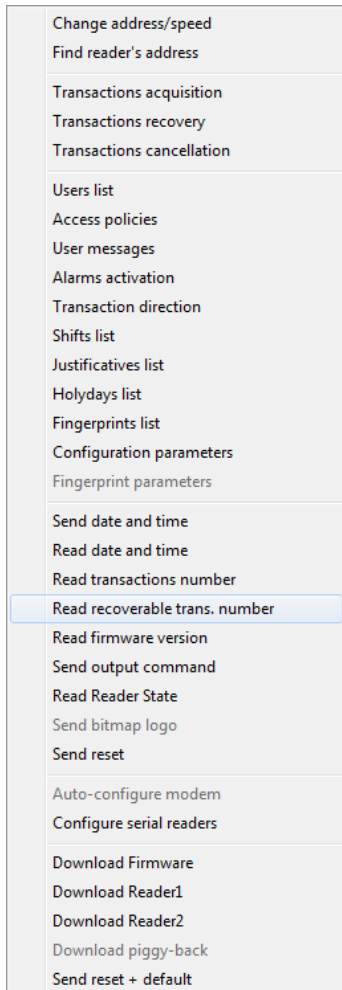 Change address/speed
Find reader's address
Transactions acquisition
Transactions recovery
Transactions cancellation
Users list
Access policies
User messages
Alarms activation
Transaction direction
Shifts list
Justificatives list
Holydays list
Fingerprints list
Configuration parameters
Fingerprint parameters
Send date and time
Read date and time
Read transactions number
Read recoverable trans. number
Read firmware version
Send output command
Read Reader State
Send bitmap logo
Send reset
Auto-configure modem
Configure serial readers
Download Firmware
Download Reader1
Download Reader2
Download piggy-back
Send reset + default